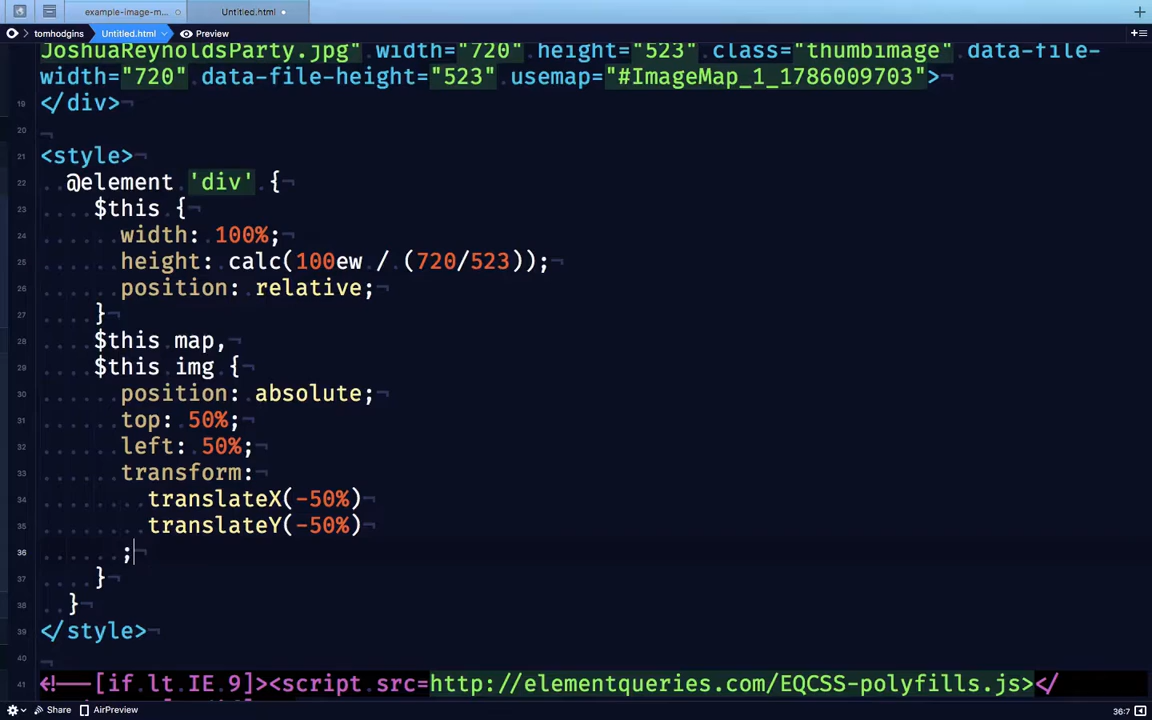 example-image-m...
Untitled.html
tomhodgins
Untitled.html
Preview
JoshuaReynoldsParty.jpg" width="720" height="523" class="thumbimage" data-file-
width="720" data-file-height="523" usemap="#ImageMap_1_1786009703">
19 </div>
20
21 <style>
22 @element 'div' {
23 $this {
24 width: 100%;
25 height: calc(100ew / (720/523));
26 position: relative;
27 }
28 $this map,
29 $this img {
30 position: absolute;
31 top: 50%;
32 left: 50%;
33 transform:
34 translateX(-50%)
35 translateY(-50%)
36 ;
37 }
38 }
39 </style>
40
41 <!--[if lt IE 9]><script src=http://elementqueries.com/EQCSS-polyfills.js></
Share
AirPreview
36:7